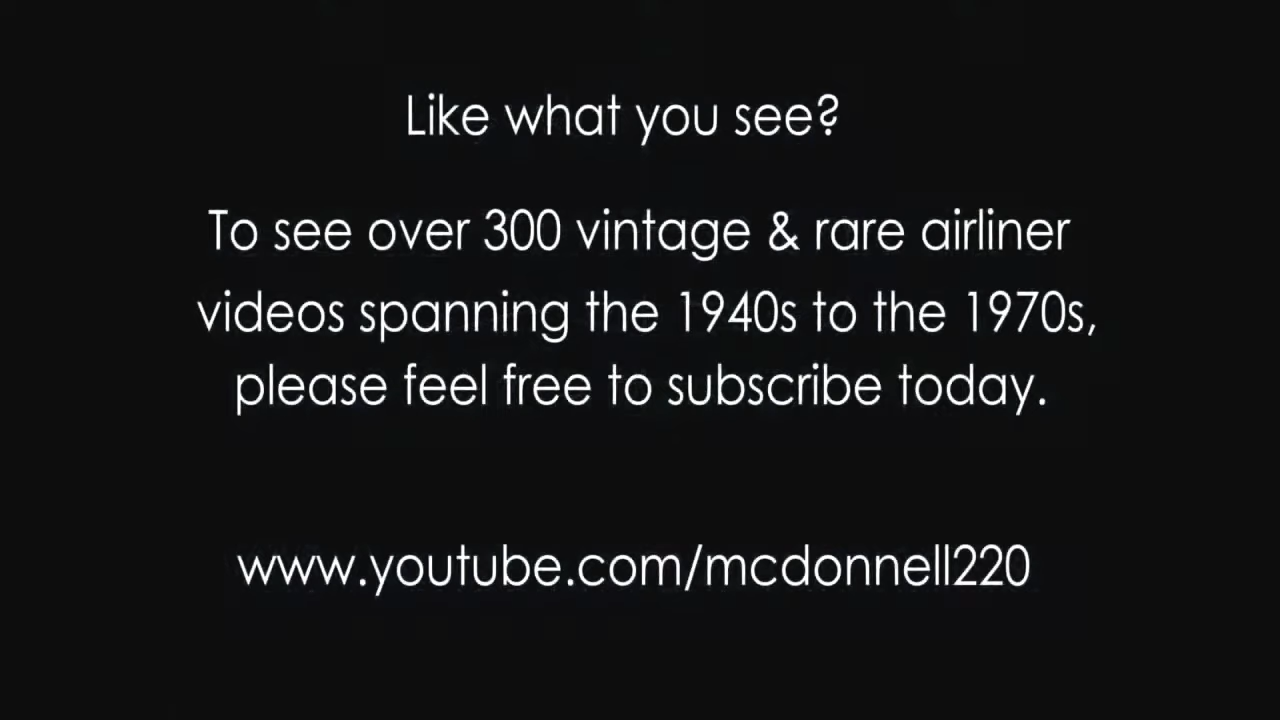 Like what you see?
To see over 300 vintage & rare airliner
videos spanning the 1940s to the 1970s,
please feel free to subscribe today.
www.youtube.com/mcdonnell220